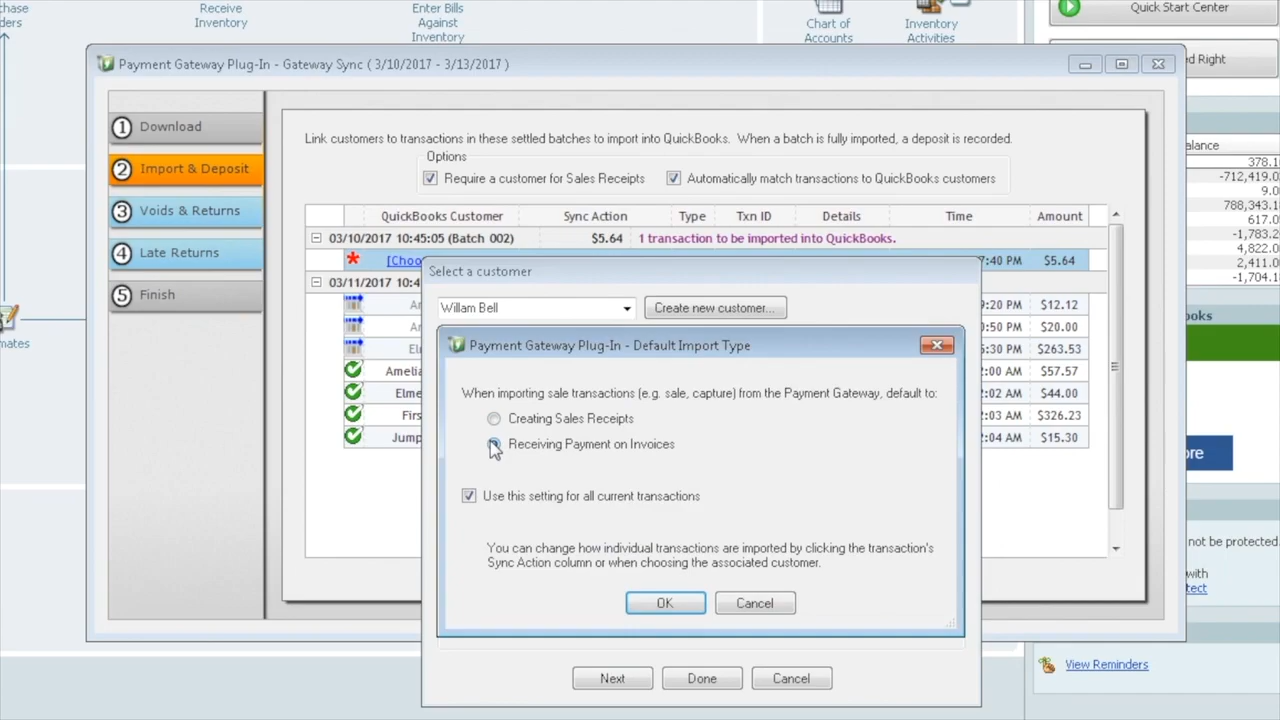 chase
ders
Receive
Inventory
Enter Bills
Against
Inventory
Chart of
Accounts
Inventory
Activities
Quick Start Center
d Right
Payment Gateway Plug-In - Gateway Sync ( 3/10/2017 - 3/13/2017 )
1 Download
2 Import & Deposit
3 Voids & Returns
4 Late Returns
5 Finish
Link customers to transactions in these settled batches to import into QuickBooks. When a batch is fully imported, a deposit is recorded.
Options
Require a customer for Sales Receipts
Automatically match transactions to QuickBooks customers
QuickBooks Customer Sync Action Type Txn ID Details Time Amount
03/10/2017 10:45:05 (Batch 002) $5.64 1 transaction to be imported into QuickBooks.
* [Choo 7:40 PM $5.64
03/11/2017 10:4
Ar 9:20 PM $12.12
Ar 0:50 PM $20.00
El 5:30 PM $263.53
Amelia 2:00 AM $57.57
Elme 2:02 AM $44.00
Firs 2:03 AM $326.23
Jump 2:04 AM $15.30
Select a customer
Willam Bell
Create new customer...
Payment Gateway Plug-In - Default Import Type
When importing sale transactions (e.g. sale, capture) from the Payment Gateway, default to:
Creating Sales Receipts
Receiving Payment on Invoices
Use this setting for all current transactions
You can change how individual transactions are imported by clicking the transaction's
Sync Action column or when choosing the associated customer.
OK Cancel
Next Done Cancel
alance
378.1
-712,419.0
9.0
788,343.1
617.0
-1,783.2
4,822.0
2,411.0
-1,704.1
ooks
ore
not be protected.
with
tect
View Reminders
mates